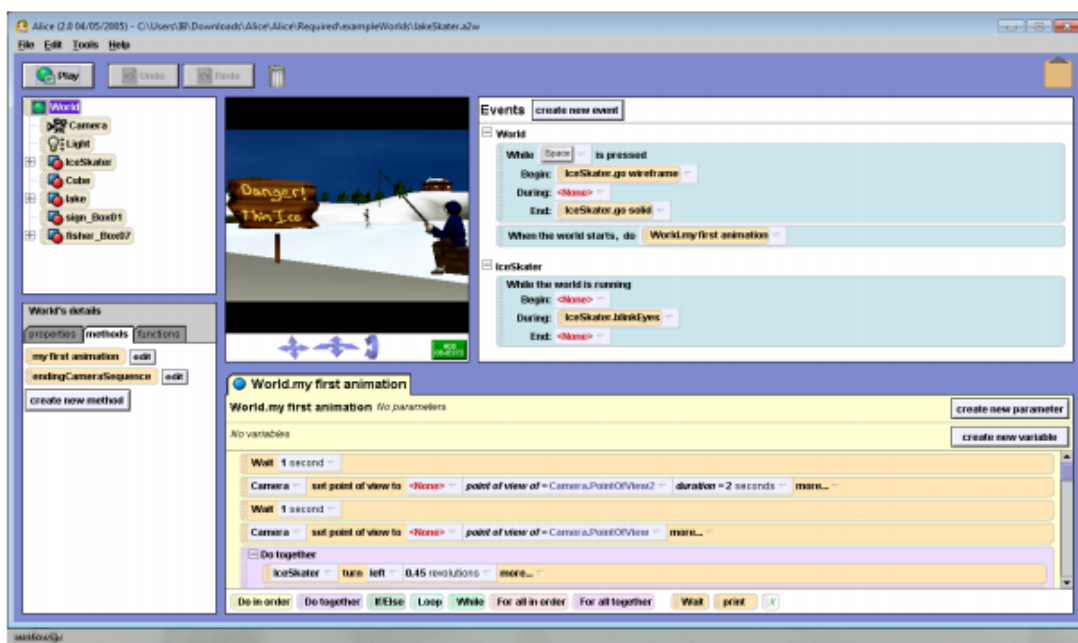 Alice (2.0 04/05/2005) - C:\Users\IBI\Downloads\Alice\Alice\Required\exampleWorlds\lakeSkater.a2w
File Edit Tools Help
Play Undo Redo
World
Camera
Light
IceSkater
Cube
lake
sign_Box01
fisher_Box07
Danger!
Thin Ice
ADD OBJECTS
Events create new event
World
While Space is pressed
Begin: IceSkater.go wireframe
During: <None>
End: IceSkater.go solid
When the world starts, do World.my first animation
IceSkater
While the world is running
Begin: <None>
During: IceSkater.blinkEyes
End: <None>
World's details
properties methods functions
my first animation edit
endingCameraSequence edit
create new method
World.my first animation
World.my first animation No parameters
create new parameter
No variables
create new variable
Wait 1 second
Camera set point of view to <None> point of view of = Camera.PointOfView2 duration = 2 seconds more...
Wait 1 second
Camera set point of view to <None> point of view of = Camera.PointOfView more...
Do together
IceSkater turn left 0.45 revolutions more...
Do in order Do together If/Else Loop While For all in order For all together Wait print //